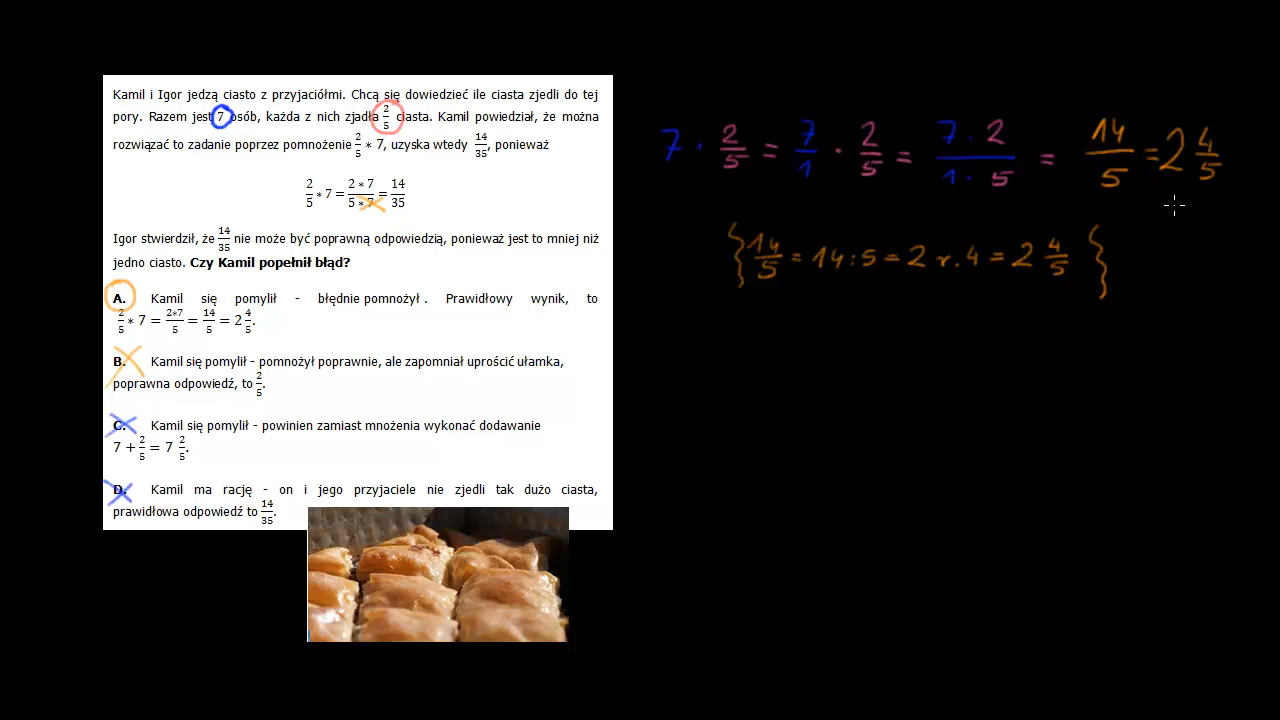 Kamil i Igor jedzą ciasto z przyjaciółmi. Chcą się dowiedzieć ile ciasta zjedli do tej
pory. Razem jest 7 osób, każda z nich zjadła 2/5 ciasta. Kamil powiedział, że można
rozwiązać to zadanie poprzez pomnożenie 2/5 * 7, uzyska wtedy 14/35, ponieważ
2/5 * 7 = 2*7/5*7 = 14/35
Igor stwierdził, że 14/35 nie może być poprawną odpowiedzią, ponieważ jest to mniej niż
jedno ciasto. Czy Kamil popełnił błąd?
A. Kamil się pomylił - błędnie pomnożył . Prawidłowy wynik, to
2/5 * 7 = 2*7/5 = 14/5 = 2 4/5.
B. Kamil się pomylił - pomnożył poprawnie, ale zapomniał uprościć ułamka,
poprawna odpowiedź, to 2/5.
C. Kamil się pomylił - powinien zamiast mnożenia wykonać dodawanie
7 + 2/5 = 7 2/5.
D. Kamil ma rację - on i jego przyjaciele nie zjedli tak dużo ciasta,
prawidłowa odpowiedź to 14/35.
7 · 2/5 = 7/1 · 2/5 = 7 · 2/1 · 5 = 14/5 = 2 4/5
{14/5 = 14 : 5 = 2 r. 4 = 2 4/5}